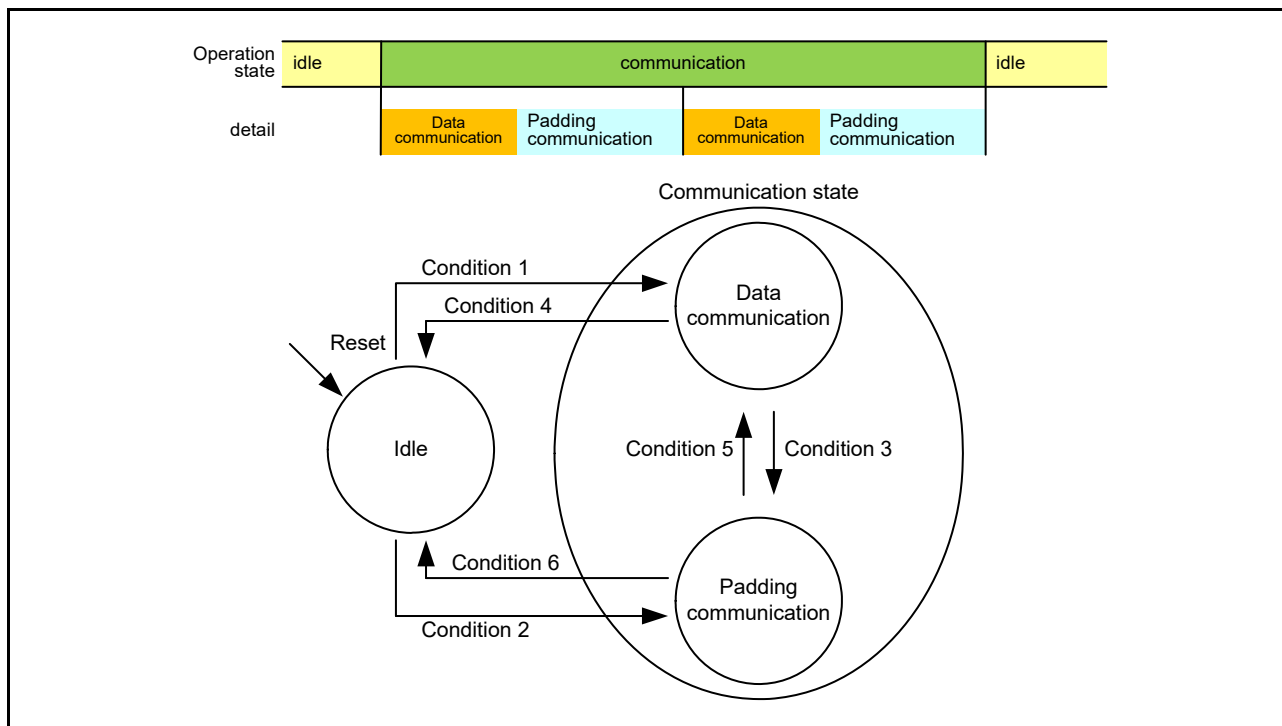 Operation
state
idle
communication
idle
detail
Data
communication
Padding
communication
Data
communication
Padding
communication
Communication state
Condition 1
Data
communication
Condition 4
Reset
Idle
Condition 5
Condition 3
Condition 6
Padding
communication
Condition 2